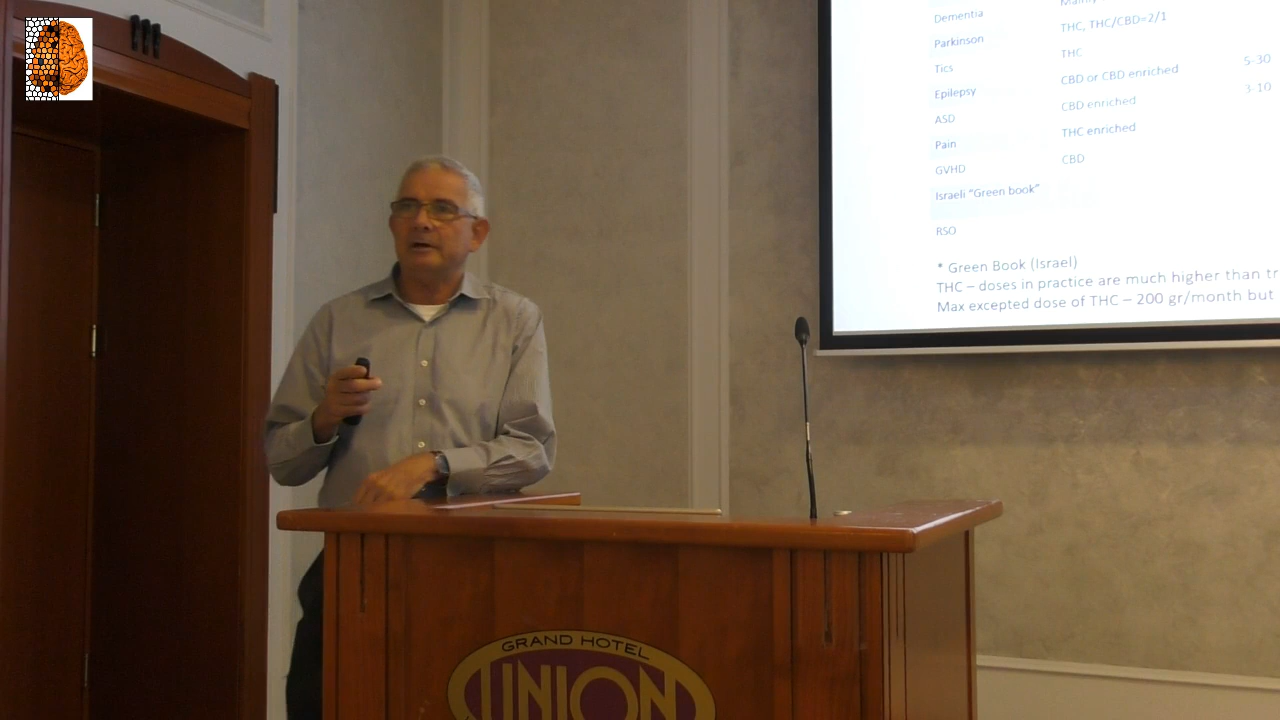 Dementia
THC, THC/CBD=2/1
Parkinson
THC
Tics
CBD or CBD enriched 5-30
Epilepsy
CBD enriched 3-10
ASD
THC enriched
Pain
CBD
GVHD
Israeli “Green book”
RSO
* Green Book (Israel)
THC – doses in practice are much higher than
Max excepted dose of THC – 200 gr/month but
GRAND HOTEL
UNION